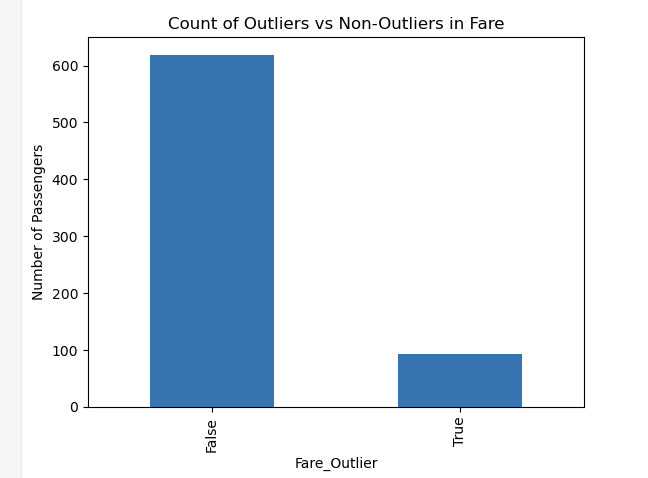 Count of Outliers vs Non-Outliers in Fare
Number of Passengers
600
500
400
300
200
100
0
False
True
Fare_Outlier